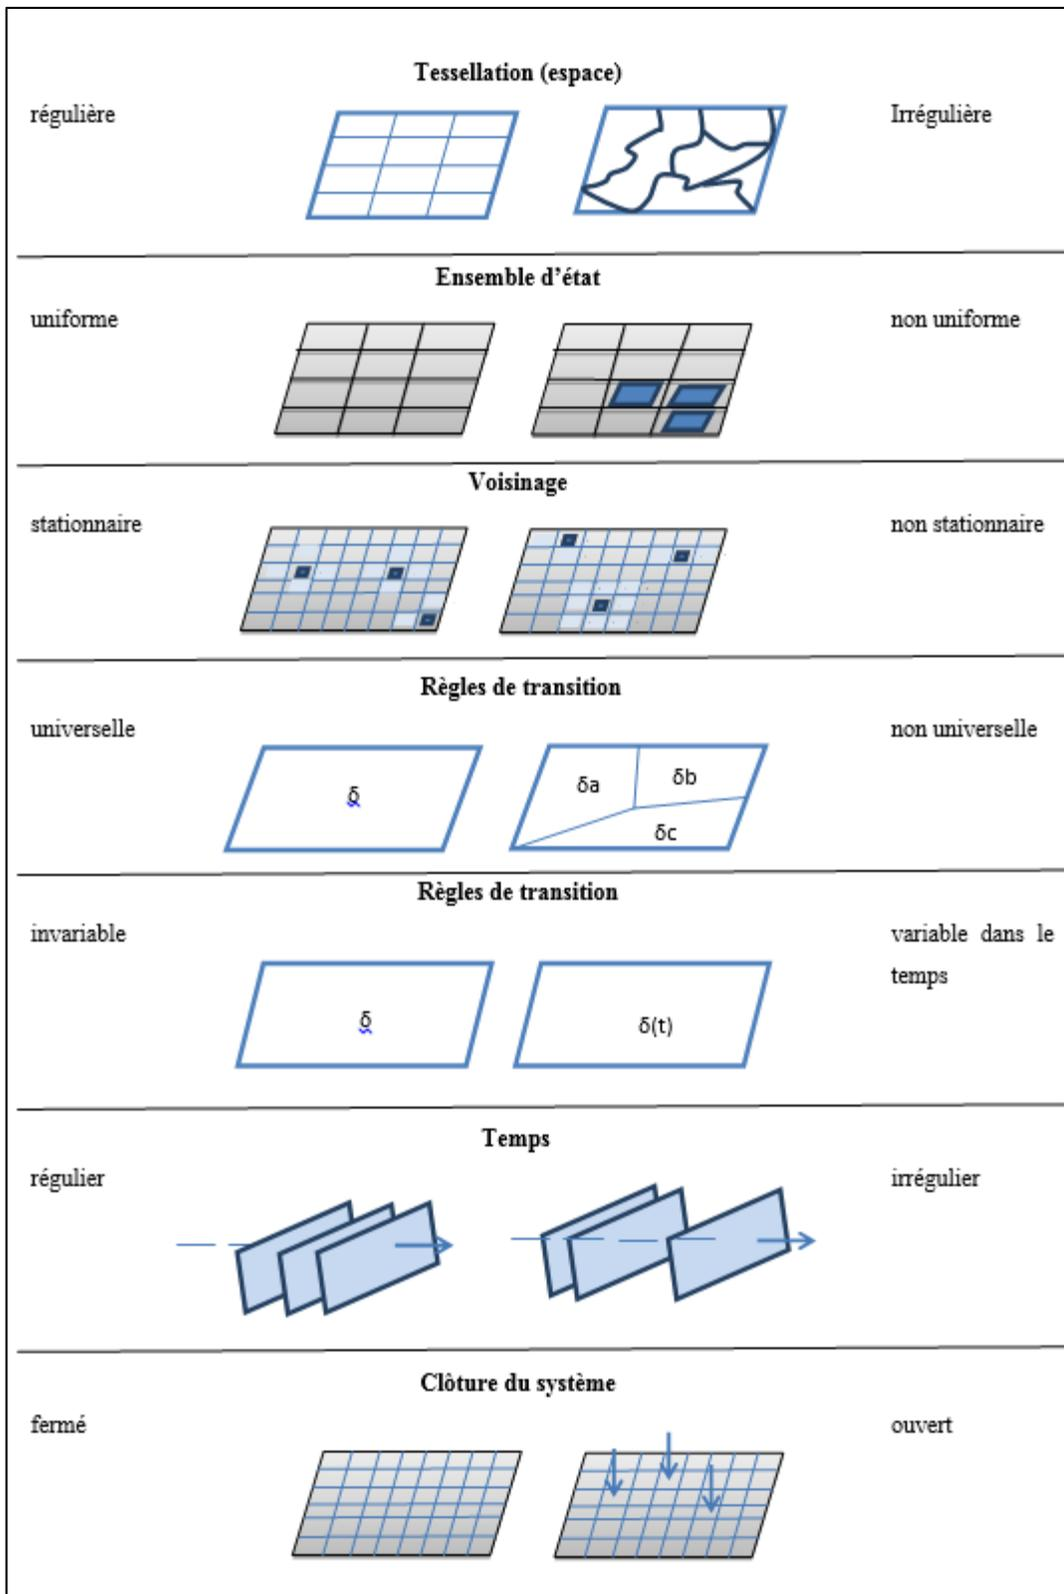 Tessellation (espace)
régulière
Irrégulière
Ensemble d'état
uniforme
non uniforme
Voisinage
stationnaire
non stationnaire
Règles de transition
universelle
non universelle
δ
δa
δb
δc
Règles de transition
invariable
variable dans le
temps
δ
δ(t)
Temps
régulier
irrégulier
Clôture du système
fermé
ouvert